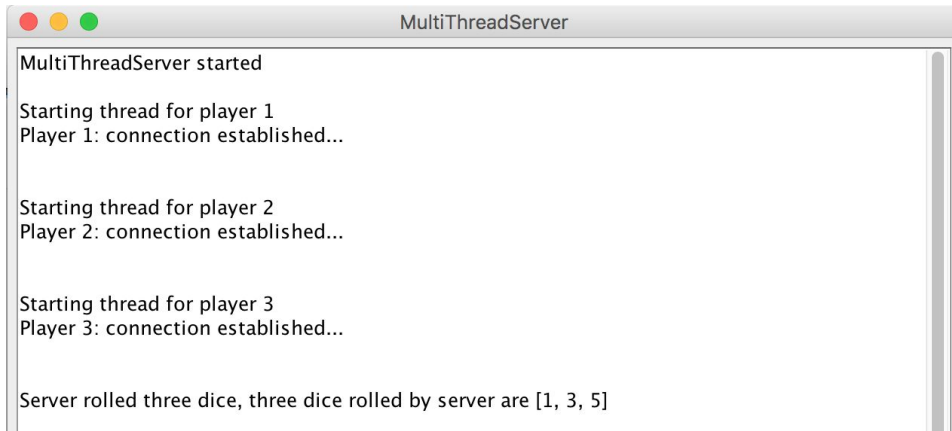 MultiThreadServer
MultiThreadServer started
Starting thread for player 1
Player 1: connection established...
Starting thread for player 2
Player 2: connection established...
Starting thread for player 3
Player 3: connection established...
Server rolled three dice, three dice rolled by server are [1, 3, 5]